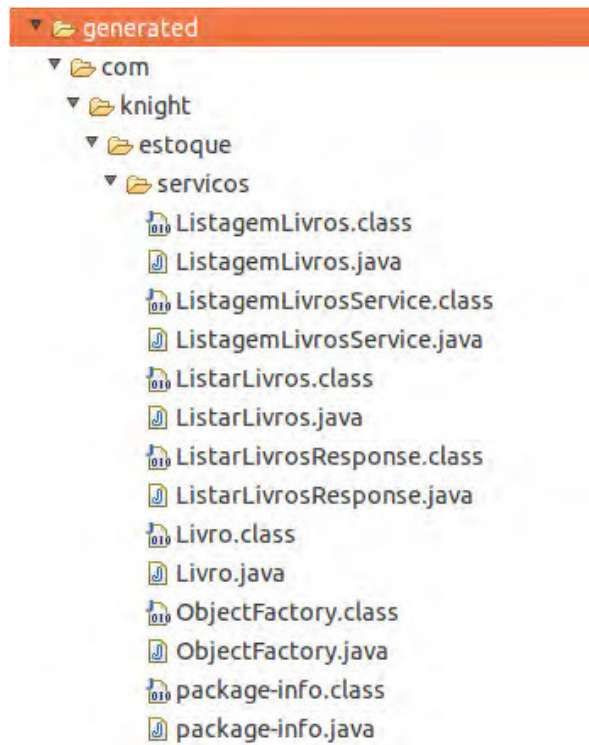 generated
com
knight
estoque
servicos
ListagemLivros.class
ListagemLivros.java
ListagemLivrosService.class
ListagemLivrosService.java
ListarLivros.class
ListarLivros.java
ListarLivrosResponse.class
ListarLivrosResponse.java
Livro.class
Livro.java
ObjectFactory.class
ObjectFactory.java
package-info.class
package-info.java